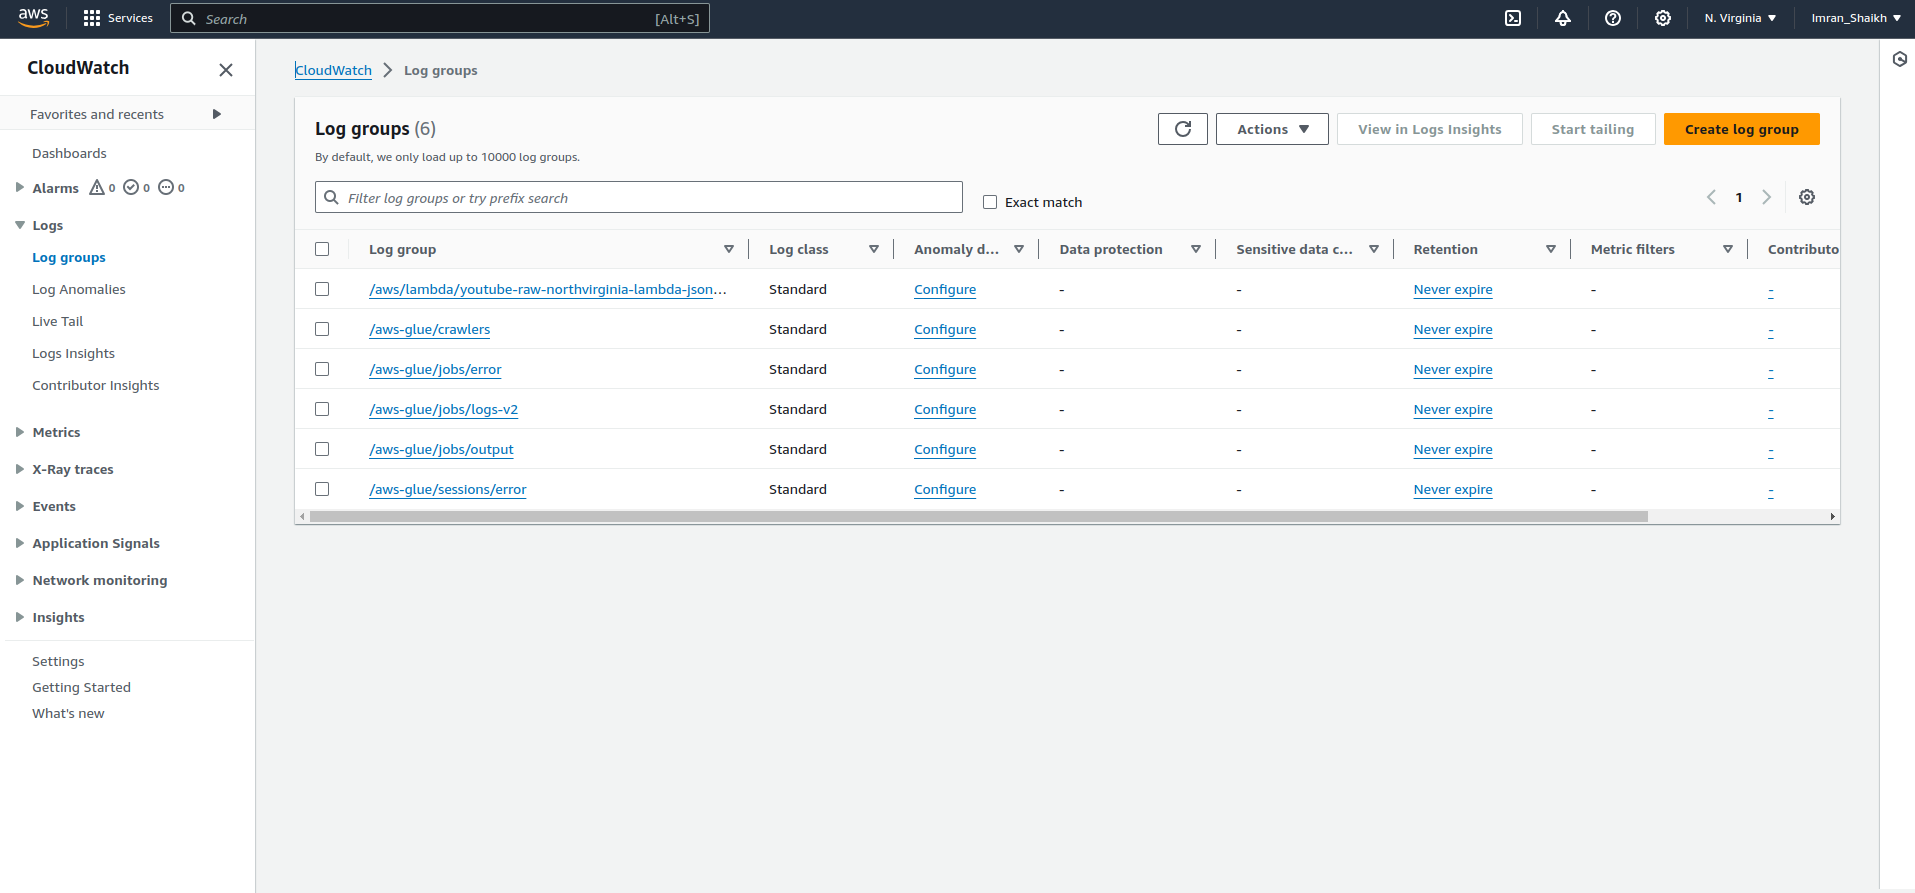 aws Services Search [Alt+S] N. Virginia Imran_Shaikh
CloudWatch
Favorites and recents
Dashboards
Alarms 0 0 0
Logs
Log groups
Log Anomalies
Live Tail
Logs Insights
Contributor Insights
Metrics
X-Ray traces
Events
Application Signals
Network monitoring
Insights
Settings
Getting Started
What's new
CloudWatch Log groups
Log groups (6) Actions View in Logs Insights Start tailing Create log group
By default, we only load up to 10000 log groups.
Filter log groups or try prefix search Exact match 1
Log group Log class Anomaly d... Data protection Sensitive data c... Retention Metric filters Contributo
/aws/lambda/youtube-raw-northvirginia-lambda-json... Standard Configure - - Never expire - -
/aws-glue/crawlers Standard Configure - - Never expire - -
/aws-glue/jobs/error Standard Configure - - Never expire - -
/aws-glue/jobs/logs-v2 Standard Configure - - Never expire - -
/aws-glue/jobs/output Standard Configure - - Never expire - -
/aws-glue/sessions/error Standard Configure - - Never expire - -